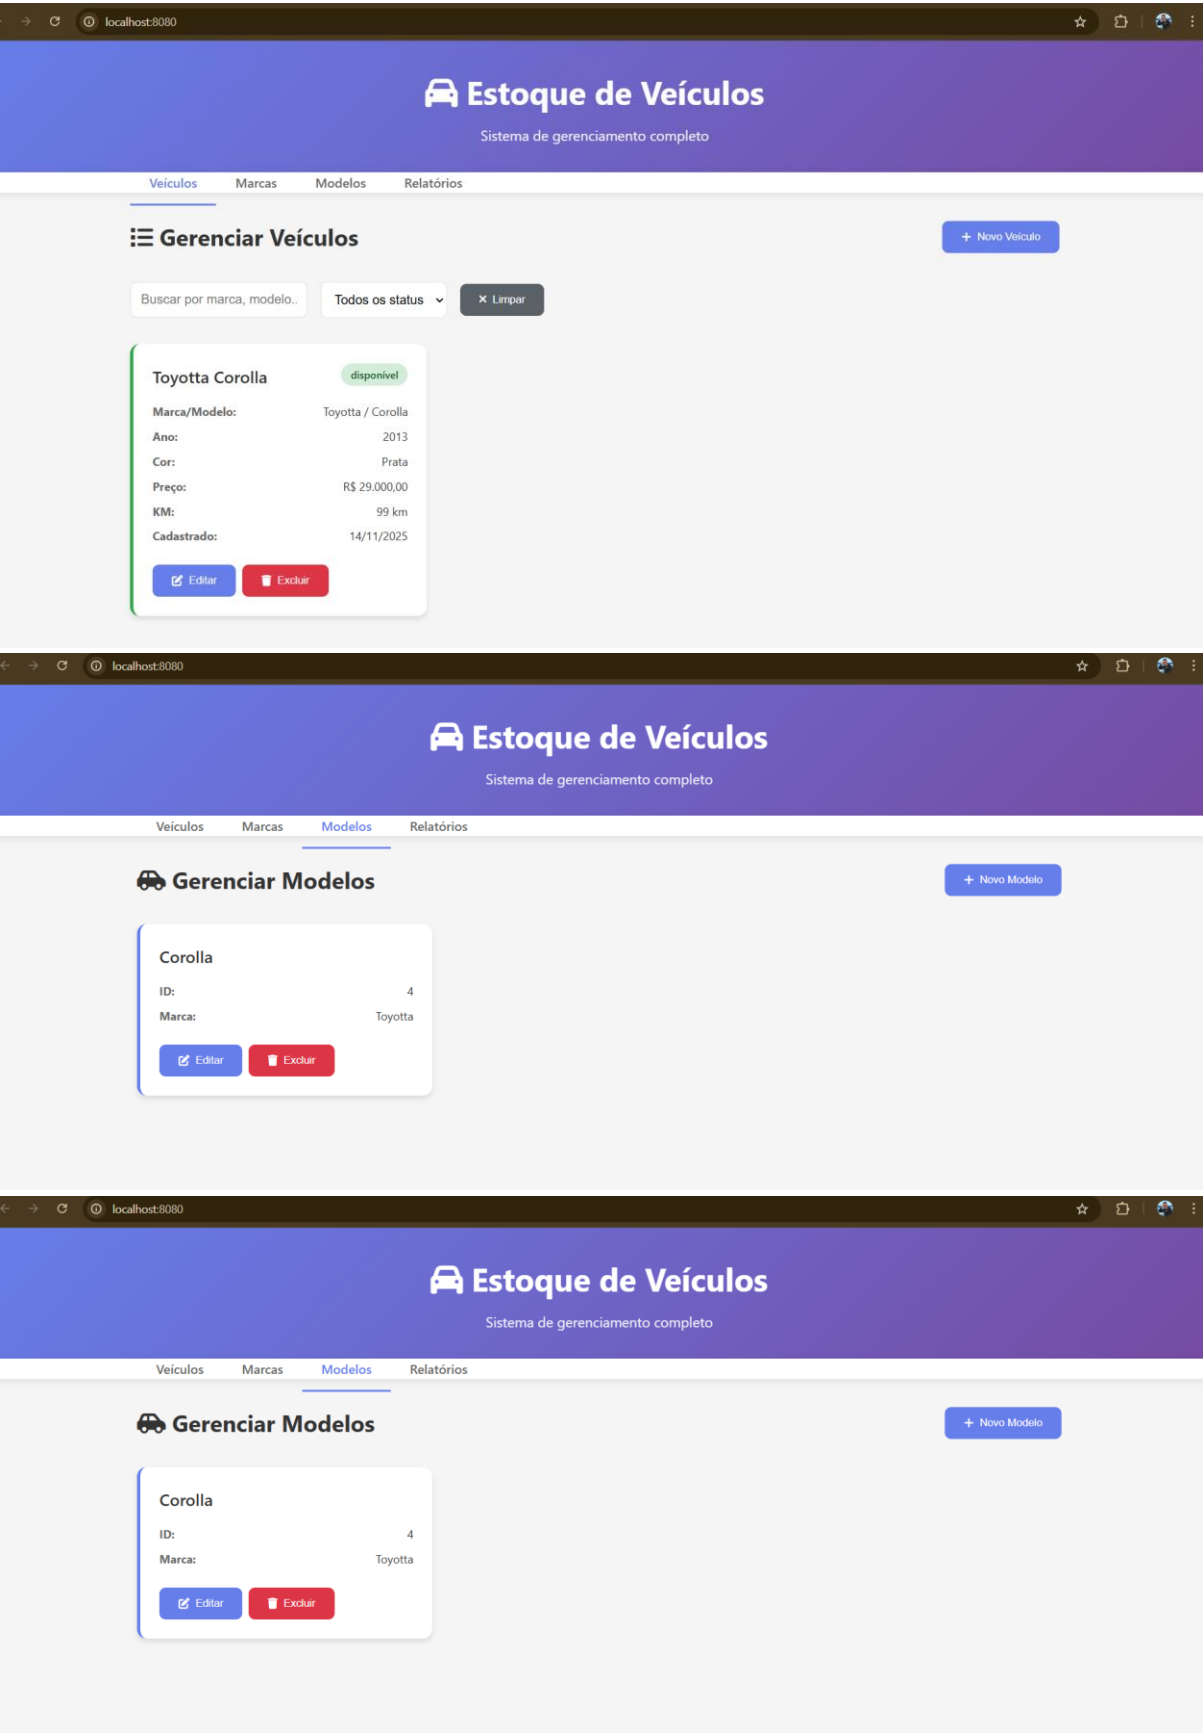 localhost:8080
Estoque de Veículos
Sistema de gerenciamento completo
Veículos Marcas Modelos Relatórios
Gerenciar Veículos
+ Novo Veículo
Buscar por marca, modelo.. Todos os status × Limpar
Toyotta Corolla disponível
Marca/Modelo: Toyotta / Corolla
Ano: 2013
Cor: Prata
Preço: R$ 29.000,00
KM: 99 km
Cadastrado: 14/11/2025
Editar Excluir
localhost:8080
Estoque de Veículos
Sistema de gerenciamento completo
Veículos Marcas Modelos Relatórios
Gerenciar Modelos
+ Novo Modelo
Corolla
ID: 4
Marca: Toyotta
Editar Excluir
localhost:8080
Estoque de Veículos
Sistema de gerenciamento completo
Veículos Marcas Modelos Relatórios
Gerenciar Modelos
+ Novo Modelo
Corolla
ID: 4
Marca: Toyotta
Editar Excluir